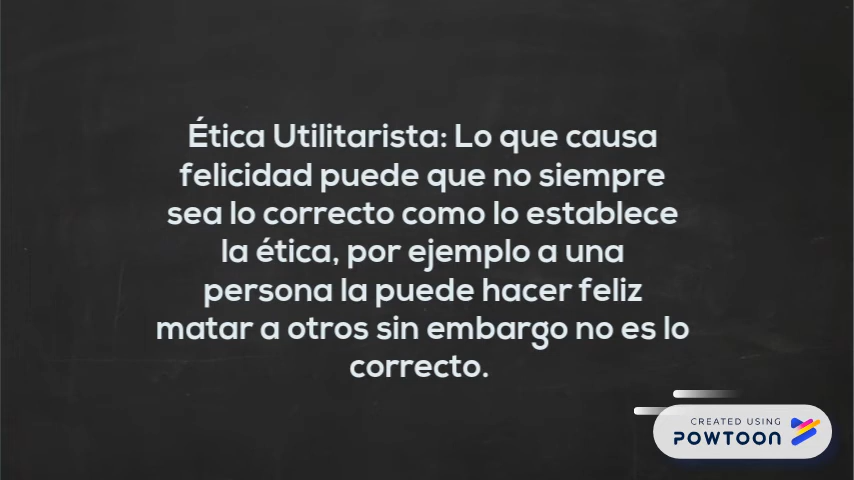 Ética Utilitarista: Lo que causa
felicidad puede que no siempre
sea lo correcto como lo establece
la ética, por ejemplo a una
persona la puede hacer feliz
matar a otros sin embargo no es lo
correcto.
CREATED USING
POWTOON